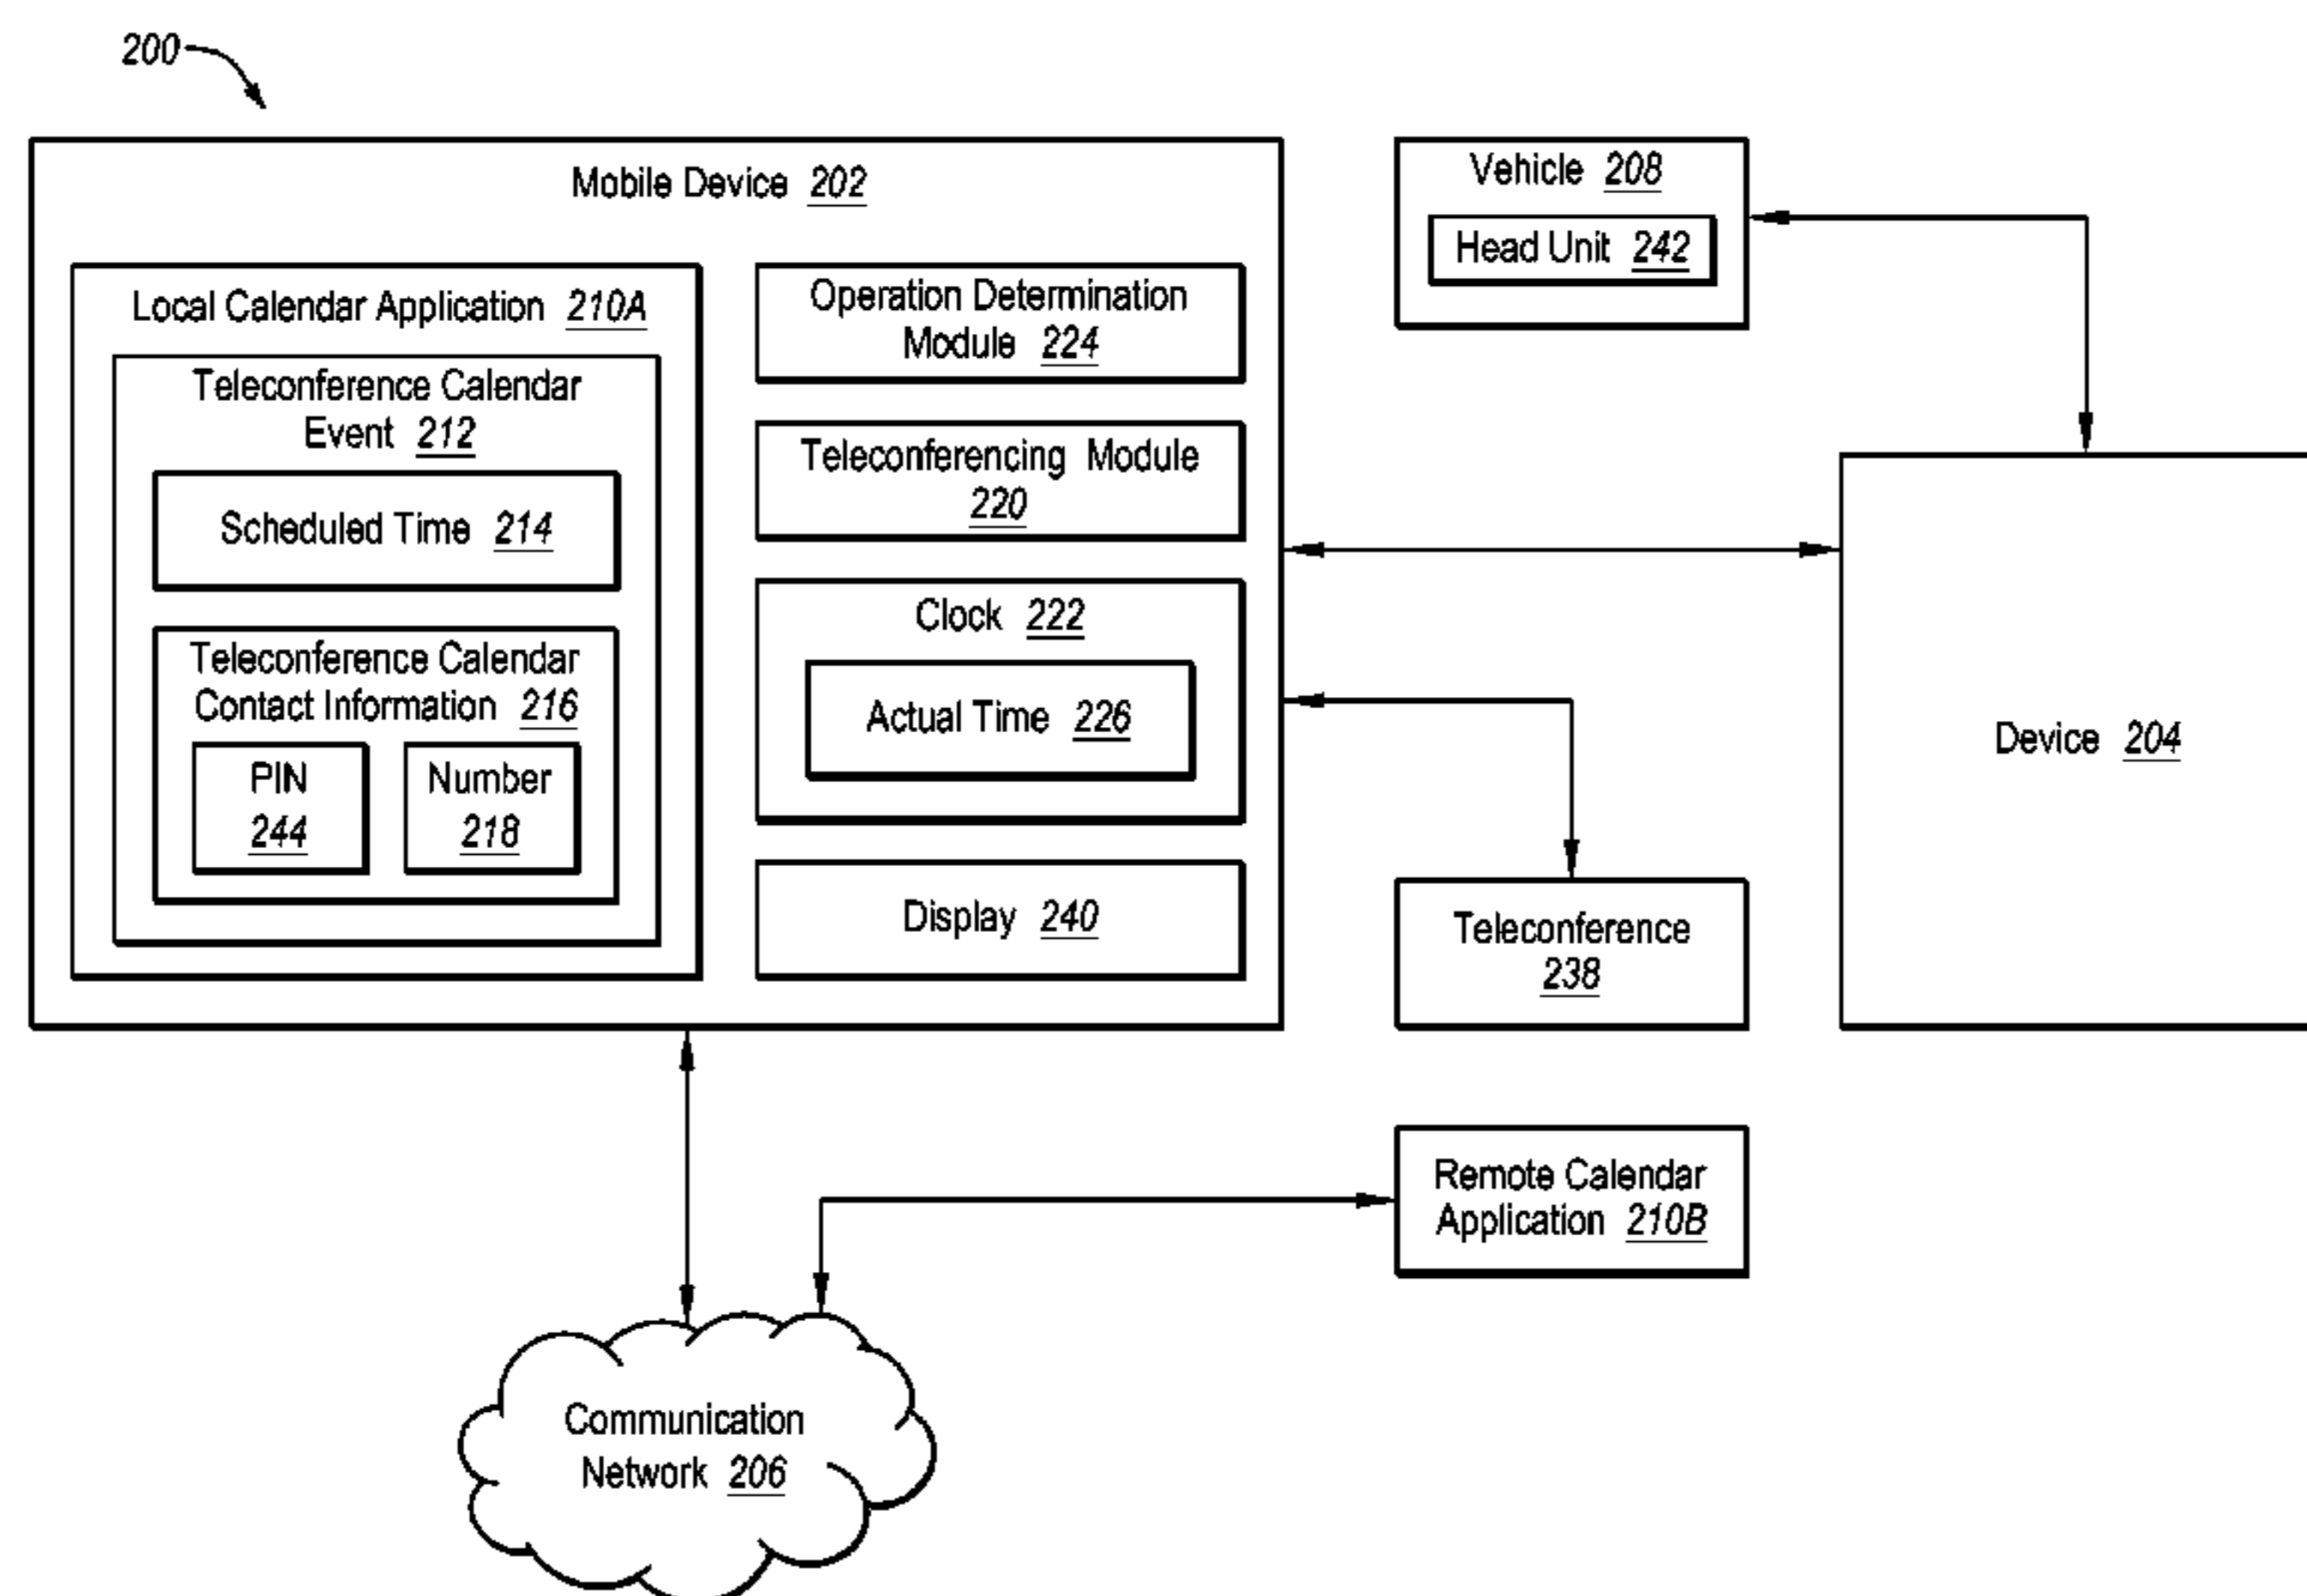 200
Mobile Device 202
Local Calendar Application 210A
Teleconference Calendar
Event 212
Scheduled Time 214
Teleconference Calendar
Contact Information 216
PIN
244
Number
218
Operation Determination
Module 224
Teleconferencing Module
220
Clock 222
Actual Time 226
Display 240
Vehicle 208
Head Unit 242
Device 204
Teleconference
238
Remote Calendar
Application 210B
Communication
Network 206